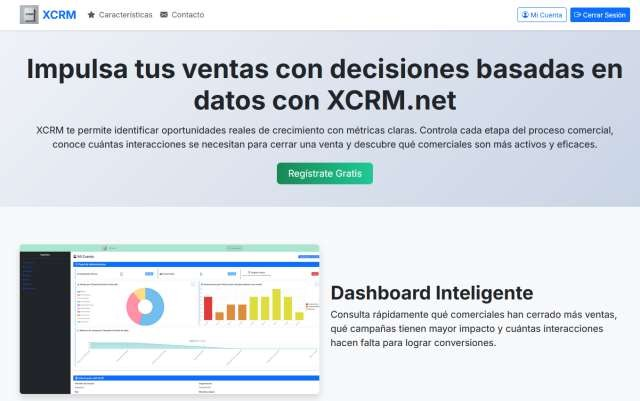 XCRM
Características
Contacto
Mi Cuenta
Cerrar Sesión
Impulsa tus ventas con decisiones basadas en
datos con XCRM.net
XCRM te permite identificar oportunidades reales de crecimiento con métricas claras. Controla cada etapa del proceso comercial,
conoce cuántas interacciones se necesitan para cerrar una venta y descubre qué comerciales son más activos y eficaces.
Regístrate Gratis
Mi Cuenta
Dashboard Inteligente
Consulta rápidamente qué comerciales han cerrado más ventas,
qué campañas tienen mayor impacto y cuántas interacciones
hacen falta para lograr conversiones.